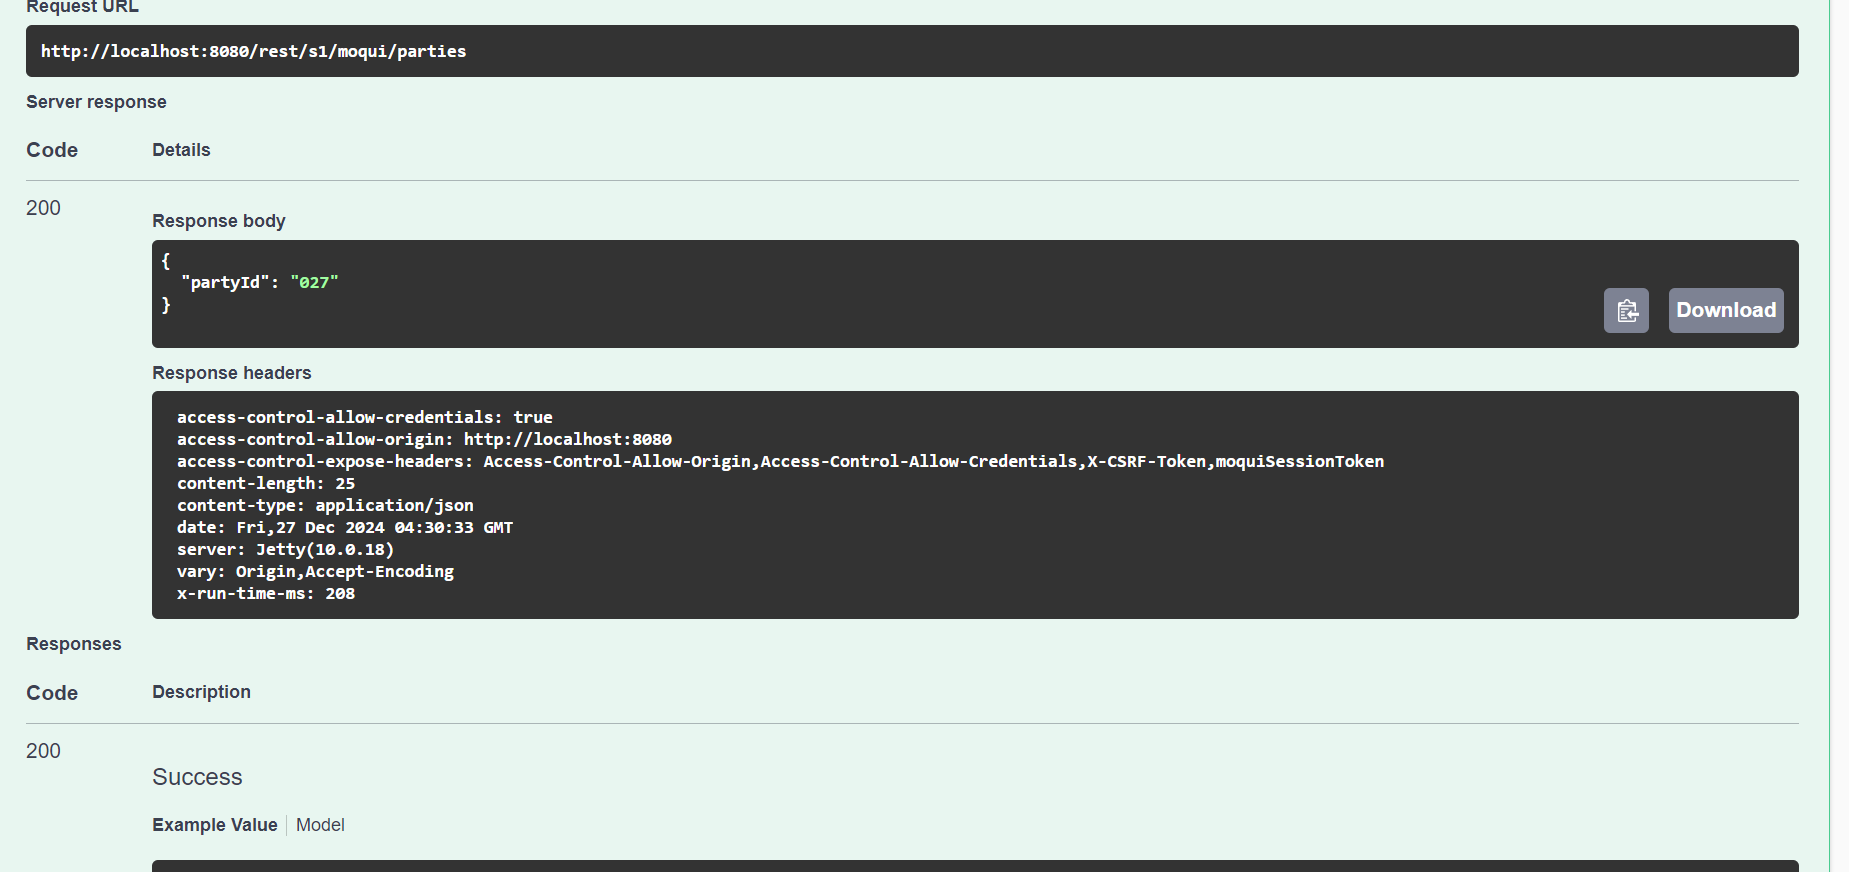 Request URL
http://localhost:8080/rest/s1/moqui/parties
Server response
Code Details
200
Response body
{
"partyId": "027"
}
Download
Response headers
access-control-allow-credentials: true
access-control-allow-origin: http://localhost:8080
access-control-expose-headers: Access-Control-Allow-Origin,Access-Control-Allow-Credentials,X-CSRF-Token,moquiSessionToken
content-length: 25
content-type: application/json
date: Fri,27 Dec 2024 04:30:33 GMT
server: Jetty(10.0.18)
vary: Origin,Accept-Encoding
x-run-time-ms: 208
Responses
Code Description
200
Success
Example Value Model